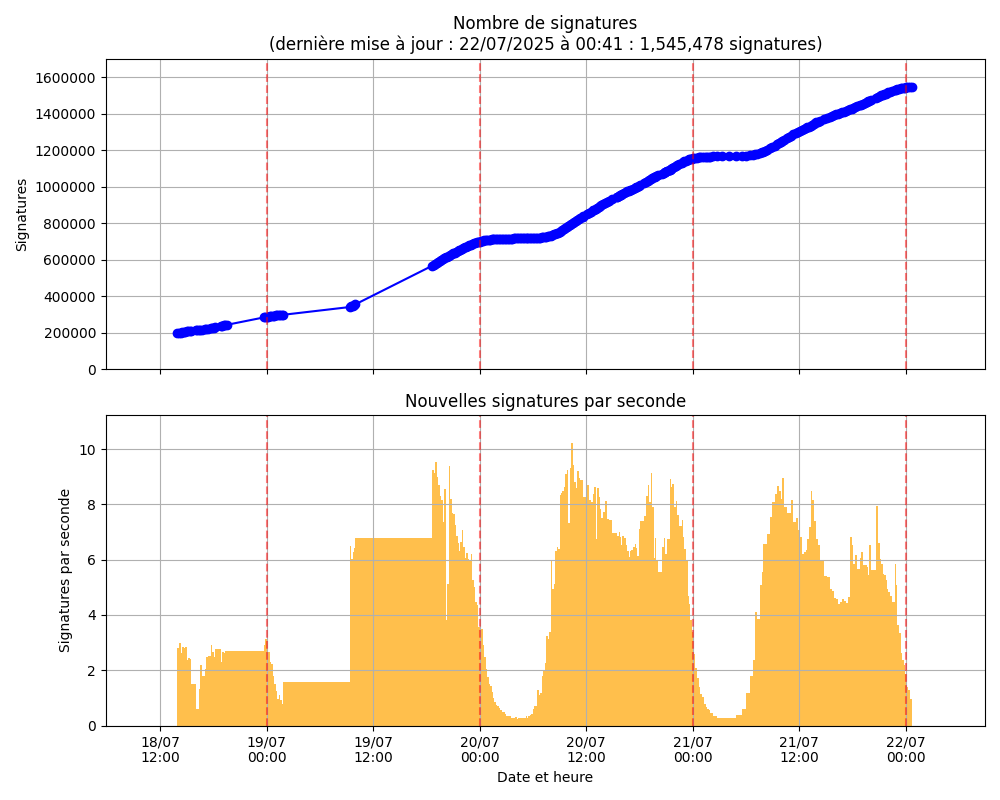 Nombre de signatures
(dernière mise à jour : 22/07/2025 à 00:41 : 1,545,478 signatures)
1600000
1400000
1200000
1000000
800000
600000
400000
200000
0
Signatures
Nouvelles signatures par seconde
10
8
6
4
2
0
Signatures par seconde
18/07 19/07 19/07 20/07 20/07 21/07 21/07 22/07
12:00 00:00 12:00 00:00 12:00 00:00 12:00 00:00
Date et heure